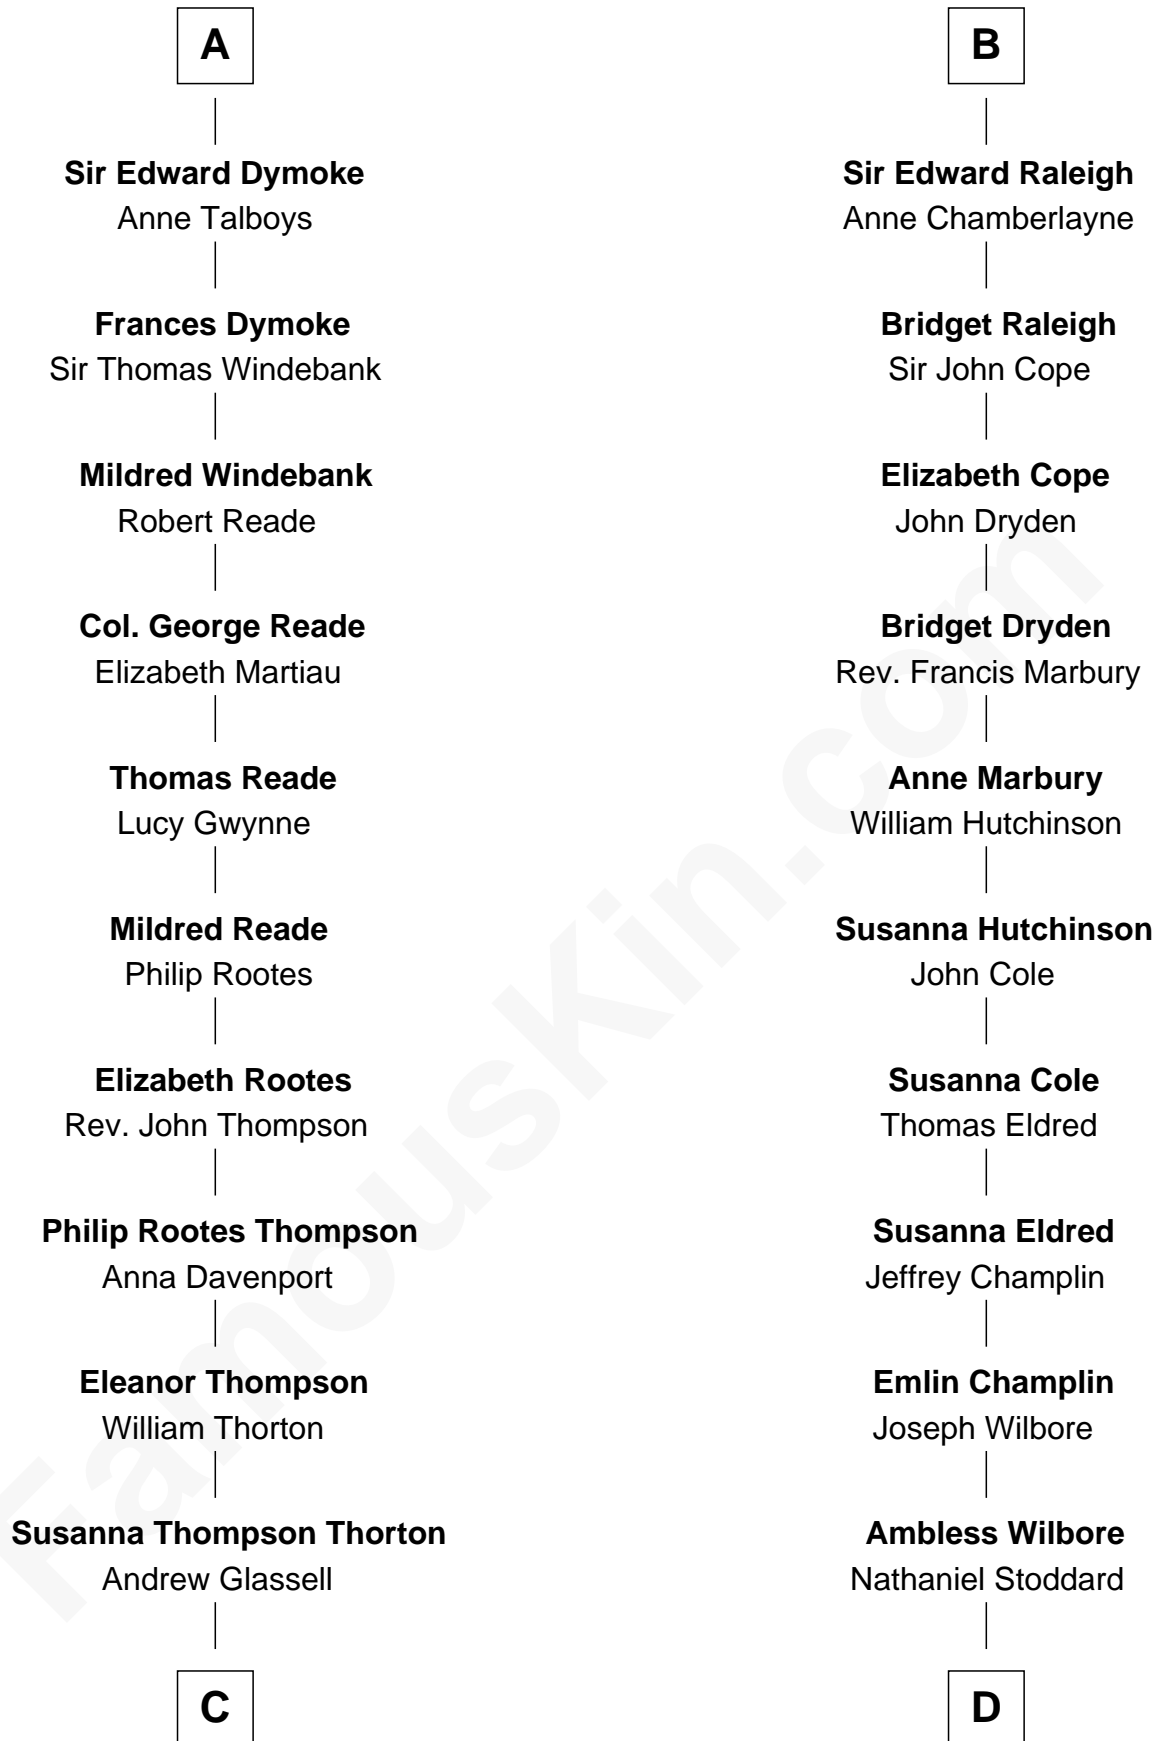 A
Sir Edward Dymoke
Anne Talboys
Frances Dymoke
Sir Thomas Windebank
Mildred Windebank
Robert Reade
Col. George Reade
Elizabeth Martiau
Thomas Reade
Lucy Gwynne
Mildred Reade
Philip Rootes
Elizabeth Rootes
Rev. John Thompson
Philip Rootes Thompson
Anna Davenport
Eleanor Thompson
William Thorton
Susanna Thompson Thorton
Andrew Glassell
C
B
Sir Edward Raleigh
Anne Chamberlayne
Bridget Raleigh
Sir John Cope
Elizabeth Cope
John Dryden
Bridget Dryden
Rev. Francis Marbury
Anne Marbury
William Hutchinson
Susanna Hutchinson
John Cole
Susanna Cole
Thomas Eldred
Susanna Eldred
Jeffrey Champlin
Emlin Champlin
Joseph Wilbore
Ambless Wilbore
Nathaniel Stoddard
D
FamousKin.com